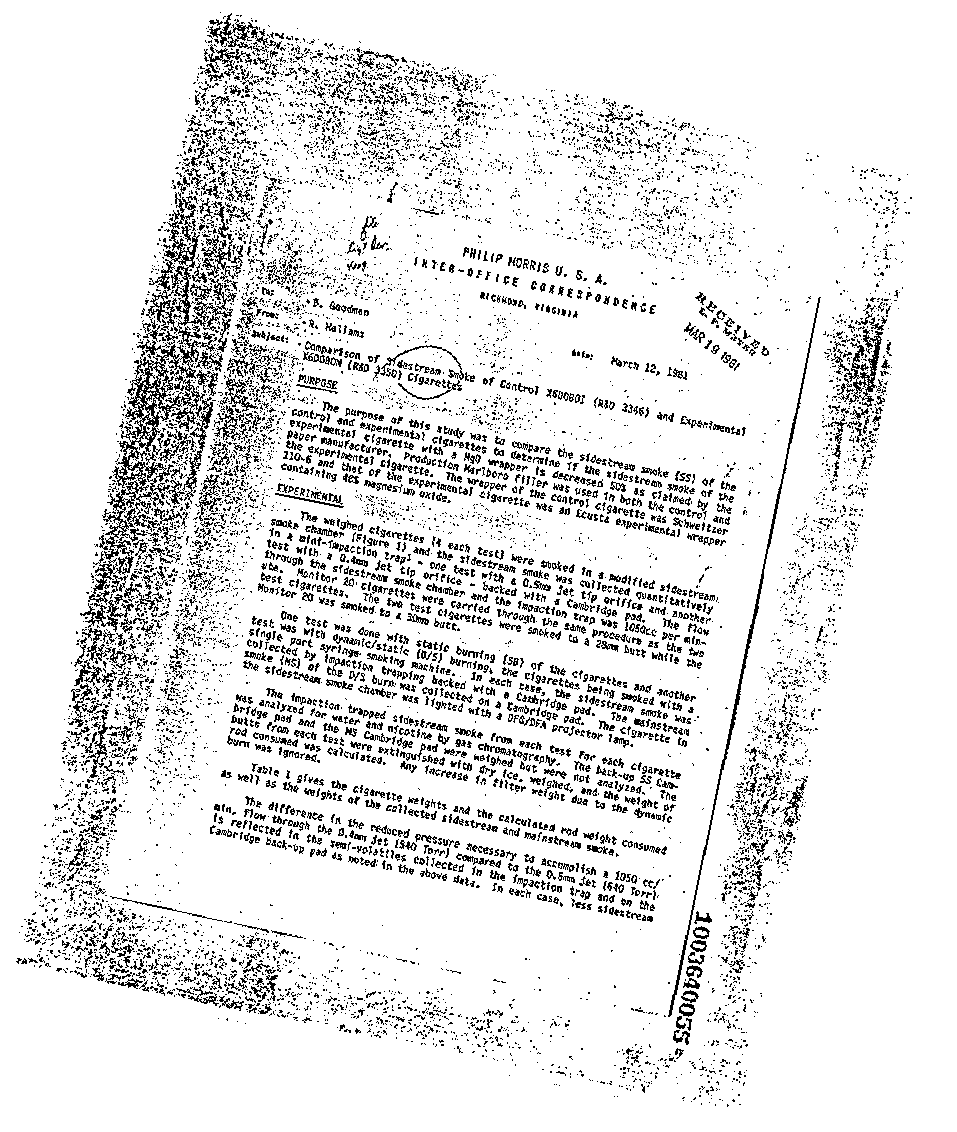 file
PHILIP MORRIS U. S. A.
INTER-OFFICE CORRESPONDENCE
RICHMOND, VIRGINIA
RECEIVED
MAR 19 1981
To: . B. Goodman
From: . R. Hallams
Date: March 12, 1981
Subject: . Comparison of Sidestream Smoke of Control X6D0BOI (R&D 3346) and Experimental
X6D0BOM (R&D 3350) Cigarettes
PURPOSE
The purpose of this study was to compare the sidestream smoke (SS) of the
control and experimental cigarettes to determine if the sidestream smoke of the
experimental cigarette with a MgO wrapper is decreased 50% as claimed by the
paper manufacturer. Production Marlboro filler was used in both the control and
the experimental cigarette. The wrapper of the control cigarette was Schweitzer
210-6 and that of the experimental cigarette was an Ecusta experimental wrapper
containing 40% magnesium oxide.
EXPERIMENTAL
The weighed cigarettes (4 each test) were smoked in a modified sidestream
smoke chamber (Figure 1) and the sidestream smoke was collected quantitatively
in a mini-impaction trap - one test with a 0.5mm jet tip orifice and another
test with a 0.4mm jet tip orifice - backed with a Cambridge pad. The flow
through the sidestream smoke chamber and the impaction trap was 1050cc per min-
ute. Monitor 20 cigarettes were carried through the same procedure as the two
test cigarettes. The two test cigarettes were smoked to a 28mm butt while the
Monitor 20 was smoked to a 30mm butt.
One test was done with static burning (SB) of the cigarettes and another
test was with dynamic/static (D/S) burning, the cigarettes being smoked with a
single port syringe smoking machine. In each test, the sidestream smoke was
collected by impaction trapping backed with a Cambridge pad. The mainstream
smoke (MS) of the D/S burn was collected on a Cambridge pad. The cigarette in
the sidestream smoke chamber was lighted with a DFG/DFA projector lamp.
The impaction trapped sidestream smoke from each test for each cigarette
was analyzed for water and nicotine by gas chromatography. The back-up SS Cam-
bridge pad and the MS Cambridge pad were weighed but were not analyzed. The
butts from each test were extinguished with dry ice, weighed, and the weight of
rod consumed was calculated. Any increase in filter weight due to the dynamic
burn was ignored.
Table 1 gives the cigarette weights and the calculated rod weight consumed
as well as the weights of the collected sidestream and mainstream smoke.
The difference in the reduced pressure necessary to accomplish a 1050 cc/
min. flow through the 0.4mm jet (540 Torr) compared to the 0.5mm jet (640 Torr)
is reflected in the semi-volatiles collected in the impaction trap and on the
Cambridge back-up pad as noted in the above data. In each case, less sidestream
1003640055